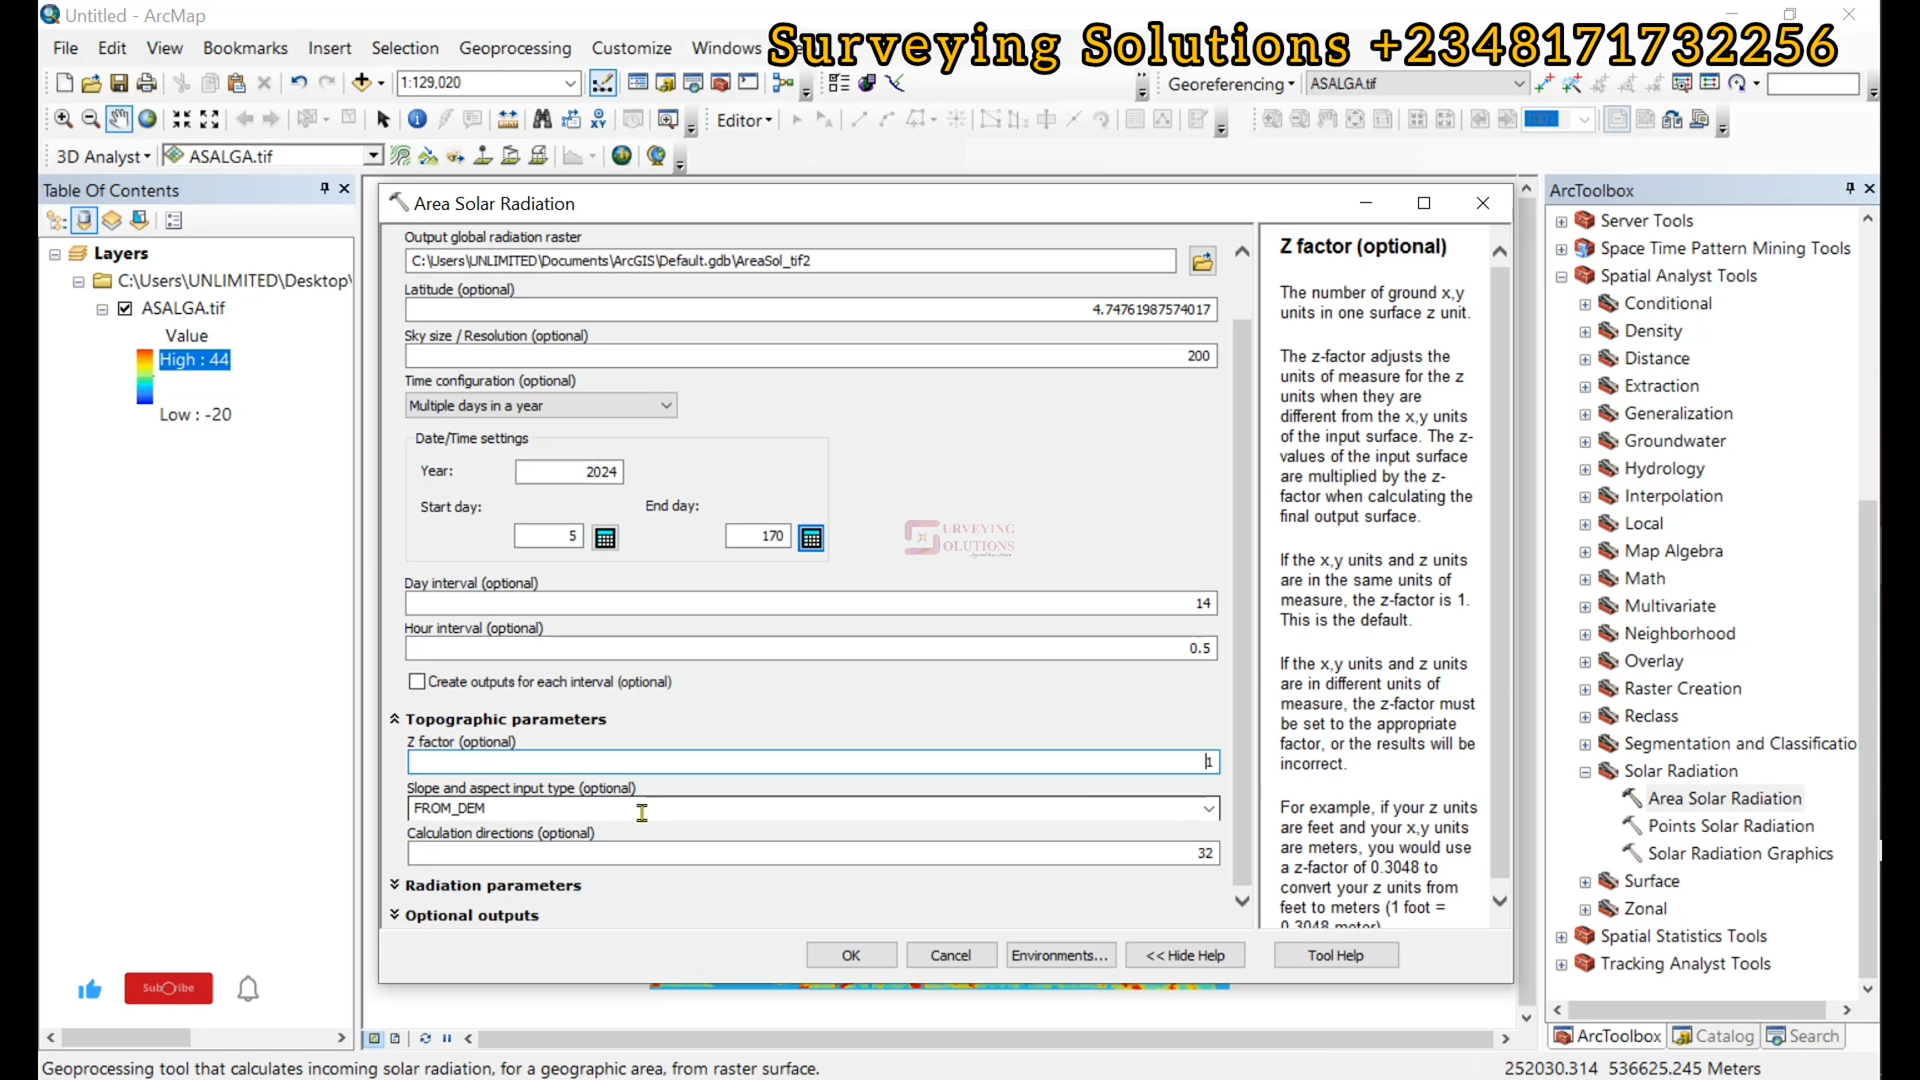 Untitled - ArcMap
Surveying Solutions +2348171732256
File Edit View Bookmarks Insert Selection Geoprocessing Customize Windows
1:129,020
Georeferencing ASALGA.tif
Editor
3D Analyst ASALGA.tif
Table Of Contents
Layers
C:\Users\UNLIMITED\Desktop\
ASALGA.tif
Value
High : 44
Low : -20
Subscribe
Area Solar Radiation
Output global radiation raster
C:\Users\UNLIMITED\Documents\ArcGIS\Default.gdb\AreaSol_tif2
Latitude (optional)
4.74761987574017
Sky size / Resolution (optional)
200
Time configuration (optional)
Multiple days in a year
Date/Time settings
Year: 2024
Start day: End day:
5 170
SURVEYING
SOLUTIONS
Day interval (optional)
14
Hour interval (optional)
0.5
Create outputs for each interval (optional)
Topographic parameters
Z factor (optional)
1
Slope and aspect input type (optional)
FROM_DEM
Calculation directions (optional)
32
Radiation parameters
Optional outputs
OK Cancel Environments... << Hide Help Tool Help
Z factor (optional)
The number of ground x,y
units in one surface z unit.
The z-factor adjusts the
units of measure for the z
units when they are
different from the x,y units
of the input surface. The z-
values of the input surface
are multiplied by the z-
factor when calculating the
final output surface.
If the x,y units and z units
are in the same units of
measure, the z-factor is 1.
This is the default.
If the x,y units and z units
are in different units of
measure, the z-factor must
be set to the appropriate
factor, or the results will be
incorrect.
For example, if your z units
are feet and your x,y units
are meters, you would use
a z-factor of 0.3048 to
convert your z units from
feet to meters (1 foot =
0.3048 meter)
ArcToolbox
Server Tools
Space Time Pattern Mining Tools
Spatial Analyst Tools
Conditional
Density
Distance
Extraction
Generalization
Groundwater
Hydrology
Interpolation
Local
Map Algebra
Math
Multivariate
Neighborhood
Overlay
Raster Creation
Reclass
Segmentation and Classificatio
Solar Radiation
Area Solar Radiation
Points Solar Radiation
Solar Radiation Graphics
Surface
Zonal
Spatial Statistics Tools
Tracking Analyst Tools
ArcToolbox Catalog Search
Geoprocessing tool that calculates incoming solar radiation, for a geographic area, from raster surface.
252030.314 536625.245 Meters